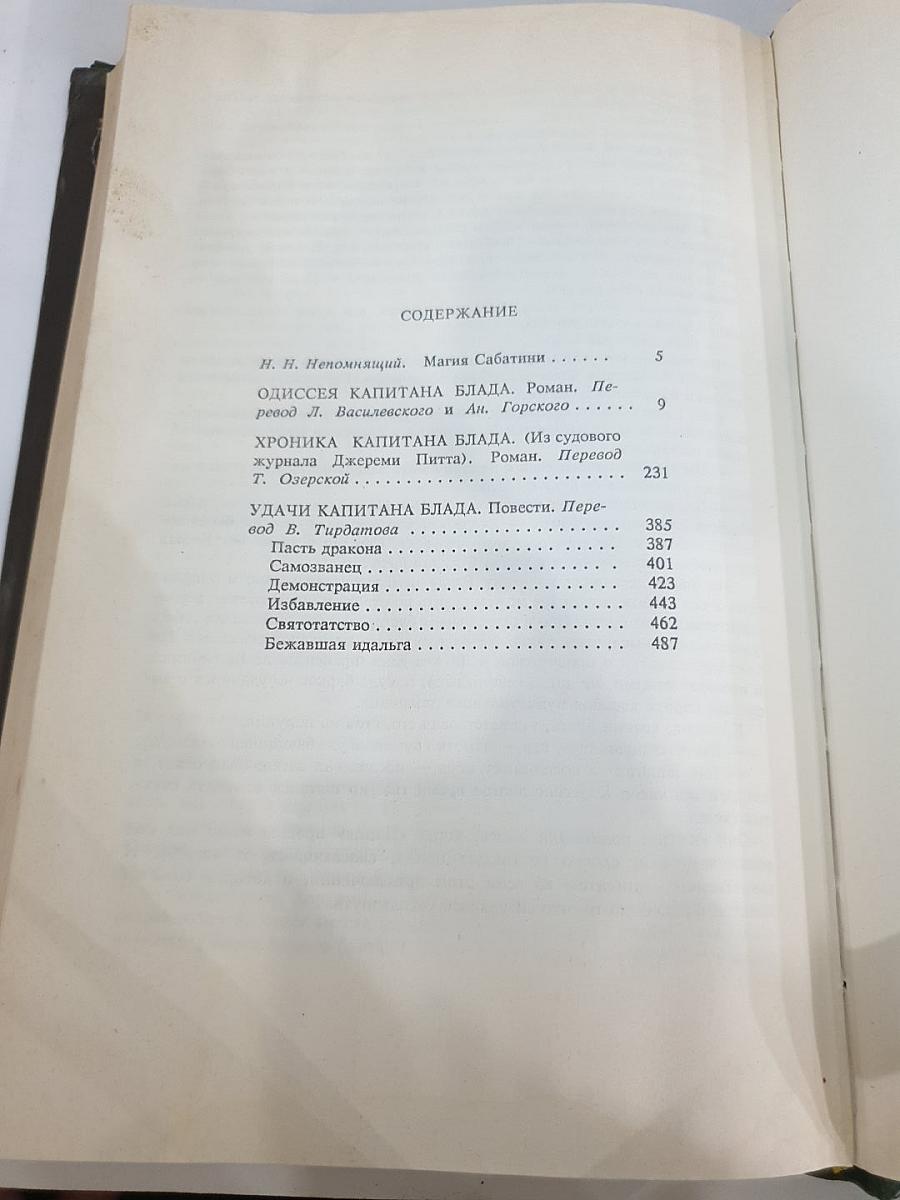 СОДЕРЖАНИЕ
Н. Н. Непомнящий. Магия Сабатини . . . . . . 5
ОДИССЕЯ КАПИТАНА БЛАДА. Роман. Пе-
ревод Л. Василевского и Ан. Горского . . . . . . 9
ХРОНИКА КАПИТАНА БЛАДА. (Из судового
журнала Джереми Питта). Роман. Перевод
Т. Озерской . . . . . . . . . . . . . . . . . . . . . . . . . . 231
УДАЧИ КАПИТАНА БЛАДА. Повести. Пере-
вод В. Тирдатова . . . . . . . . . . . . . . . . . . . . 385
Пасть дракона . . . . . . . . . . . . . . . . . . . . . 387
Самозванец . . . . . . . . . . . . . . . . . . . . . . . 401
Демонстрация . . . . . . . . . . . . . . . . . . . . . 423
Избавление . . . . . . . . . . . . . . . . . . . . . . . 443
Святотатство . . . . . . . . . . . . . . . . . . . . . . 462
Бежавшая идальга . . . . . . . . . . . . . . . . . . 487